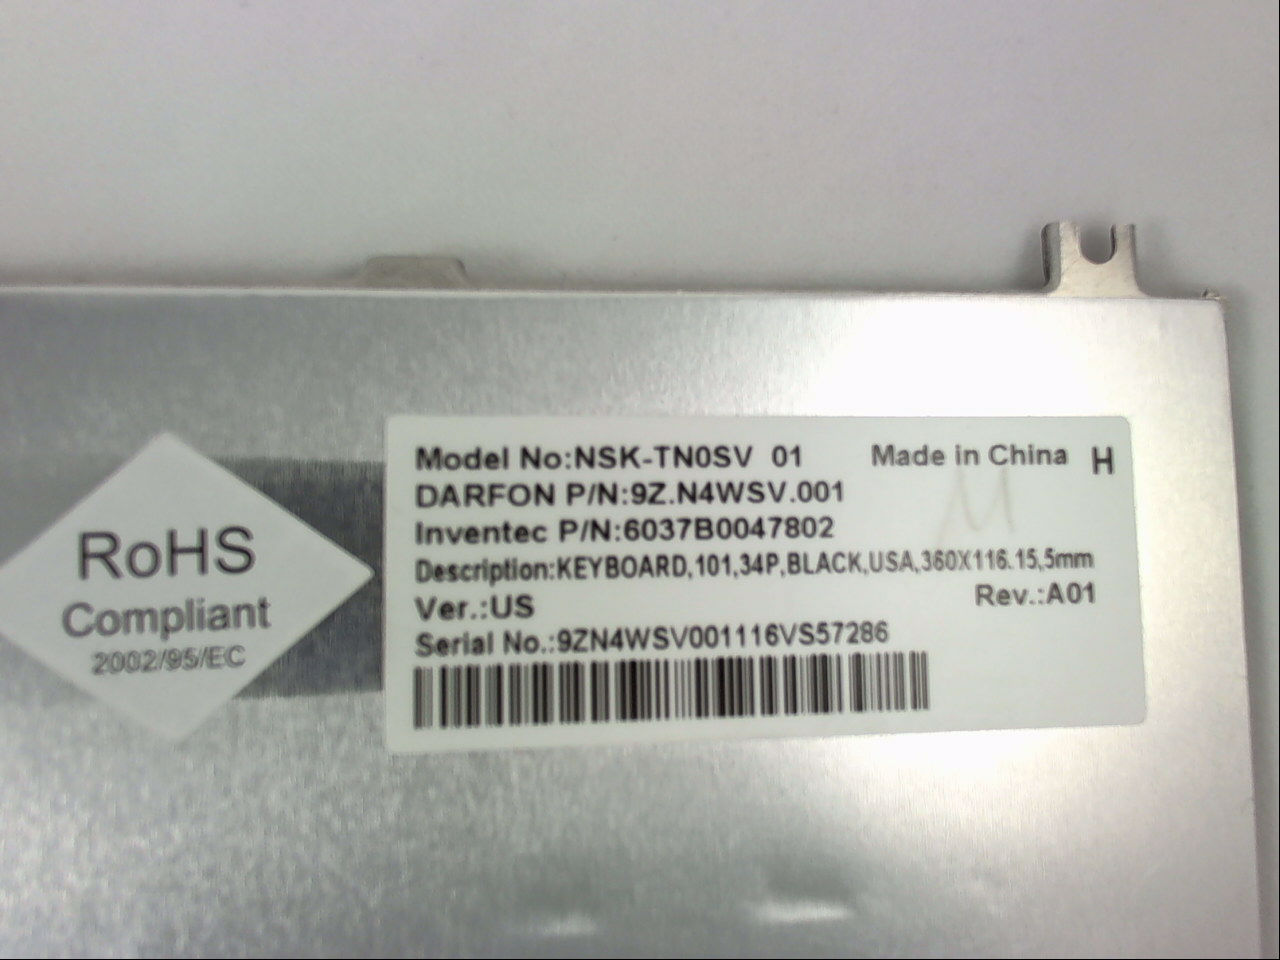 Model No:NSK-TN0SV 01 Made in China H
DARFON P/N:9Z.N4WSV.001
Inventec P/N:6037B0047802
Description:KEYBOARD,101,34P,BLACK,USA,360X116.15,5mm
Ver.:US Rev.:A01
Serial No.:9ZN4WSV001116VS57286
RoHS
Compliant
2002/95/EC